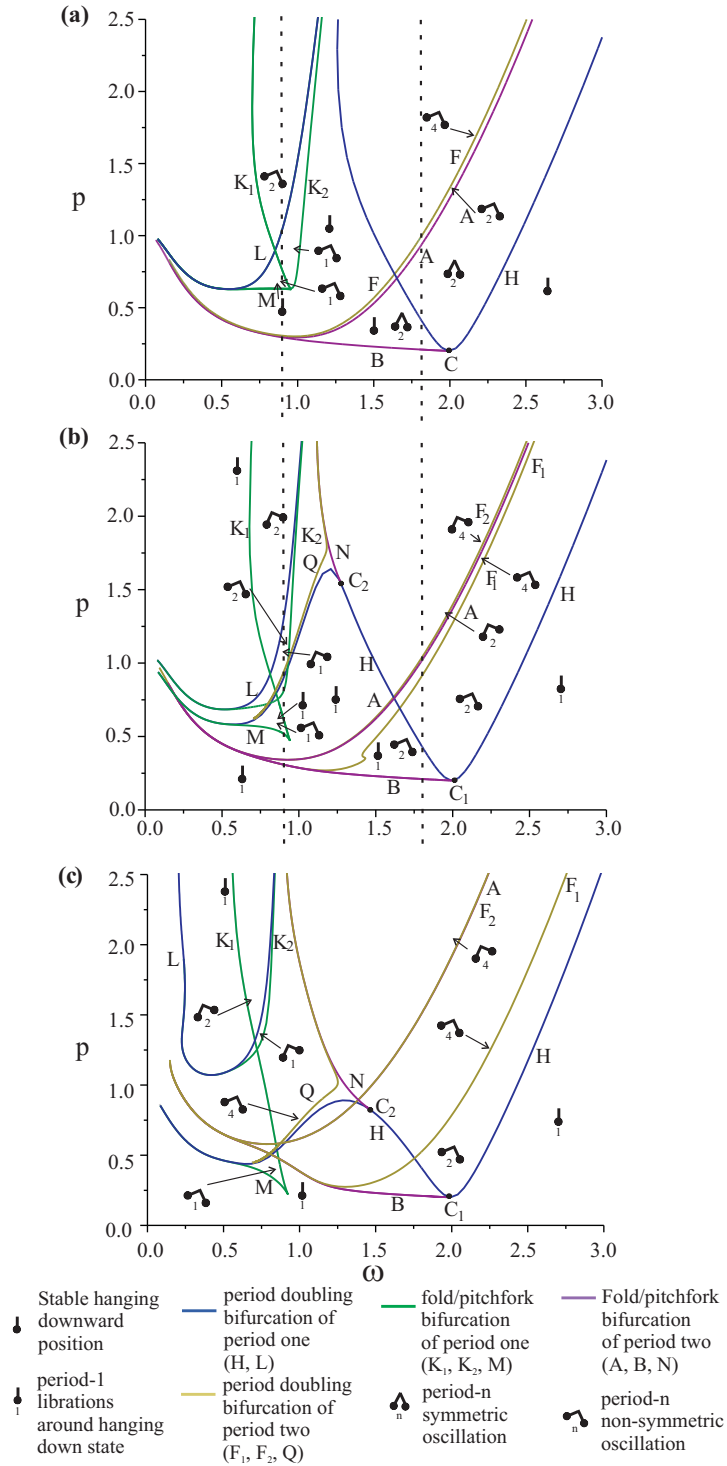 (a)
2.5
2.0
1.5
1.0
0.5
0.0
p
K₁
K₂
L
M
F
A
B
C
H
F
A
4
2
2
1
1
2
2
0.0 0.5 1.0 1.5 2.0 2.5 3.0
(b)
2.5
2.0
1.5
1.0
0.5
0.0
p
1
K₁
2
K₂
Q
N
C₂
2
1
H
L
M
1
1
1
A
B
C₁
2
1
2
2
A
F₁
4
4
F₂
F₁
H
1
1
0.0 0.5 1.0 1.5 2.0 2.5 3.0
(c)
2.5
2.0
1.5
1.0
0.5
0.0
p
1
K₁
K₂
L
2
1
4
Q
N
C₂
H
M
1
1
B
C₁
2
4
4
A
F₂
F₁
H
1
0.0 0.5 1.0 1.5 2.0 2.5 3.0
ω
Stable hanging
downward
position
period doubling
bifurcation of
period one
(H, L)
fold/pitchfork
bifurcation
of period one
(K₁, K₂, M)
Fold/pitchfork
bifurcation
of period two
(A, B, N)
1
period-1
librations
around hanging
down state
period doubling
bifurcation of
period two
(F₁, F₂, Q)
n
period-n
symmetric
oscillation
n
period-n
non-symmetric
oscillation